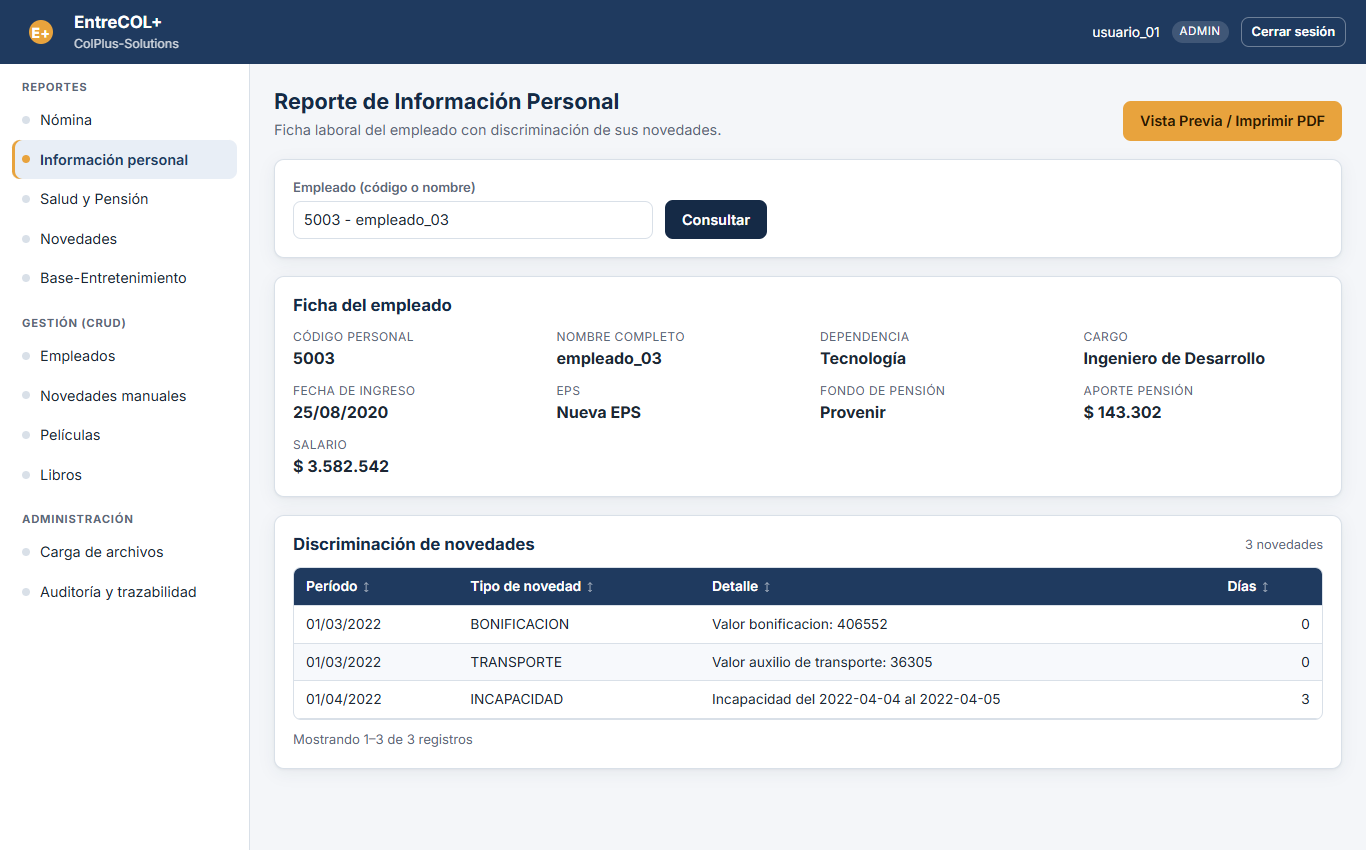 E+
EntreCOL+
ColPlus-Solutions
usuario_01 ADMIN Cerrar sesión
REPORTES
Nómina
Información personal
Salud y Pensión
Novedades
Base-Entretenimiento
GESTIÓN (CRUD)
Empleados
Novedades manuales
Películas
Libros
ADMINISTRACIÓN
Carga de archivos
Auditoría y trazabilidad
Reporte de Información Personal
Ficha laboral del empleado con discriminación de sus novedades.
Vista Previa / Imprimir PDF
Empleado (código o nombre)
5003 - empleado_03 Consultar
Ficha del empleado
CÓDIGO PERSONAL NOMBRE COMPLETO DEPENDENCIA CARGO
5003 empleado_03 Tecnología Ingeniero de Desarrollo
FECHA DE INGRESO EPS FONDO DE PENSIÓN APORTE PENSIÓN
25/08/2020 Nueva EPS Provenir $ 143.302
SALARIO
$ 3.582.542
Discriminación de novedades 3 novedades
Período ↕ Tipo de novedad ↕ Detalle ↕ Días ↕
01/03/2022 BONIFICACION Valor bonificacion: 406552 0
01/03/2022 TRANSPORTE Valor auxilio de transporte: 36305 0
01/04/2022 INCAPACIDAD Incapacidad del 2022-04-04 al 2022-04-05 3
Mostrando 1–3 de 3 registros